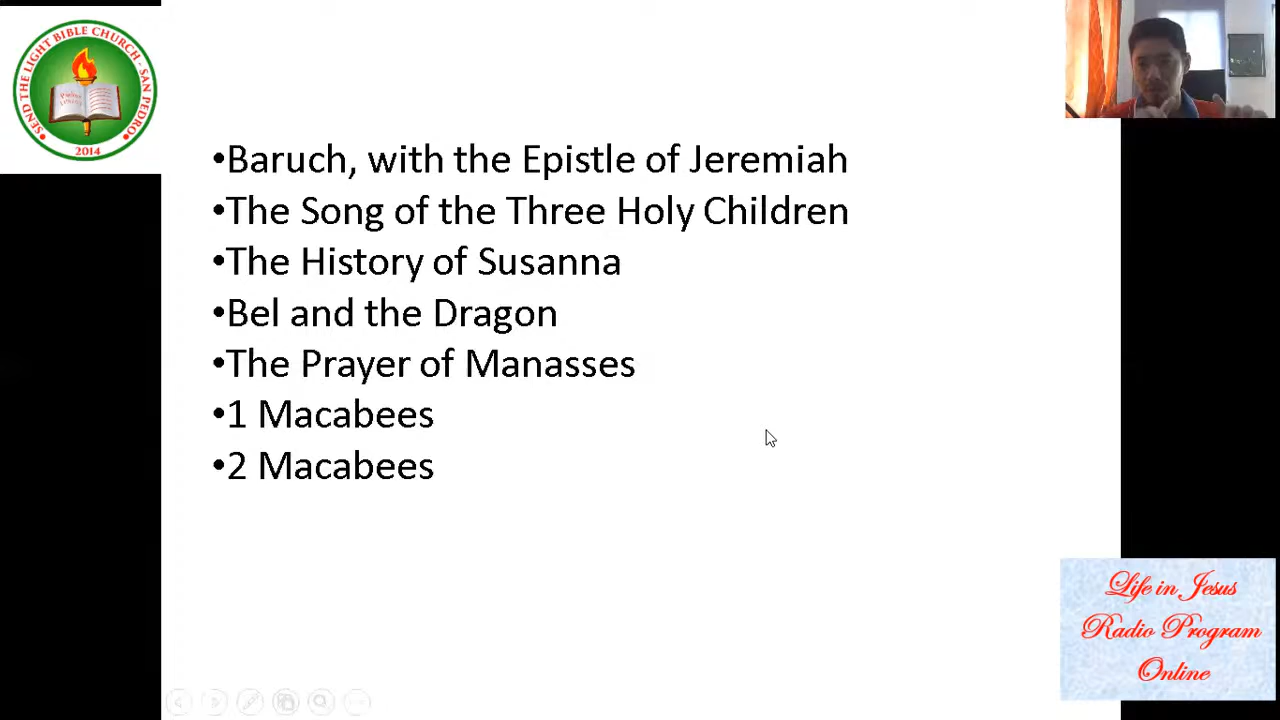 SEND THE LIGHT BIBLE CHURCH - SAN PEDRO
2014
•Baruch, with the Epistle of Jeremiah
•The Song of the Three Holy Children
•The History of Susanna
•Bel and the Dragon
•The Prayer of Manasses
•1 Macabees
•2 Macabees
Life in Jesus
Radio Program
Online